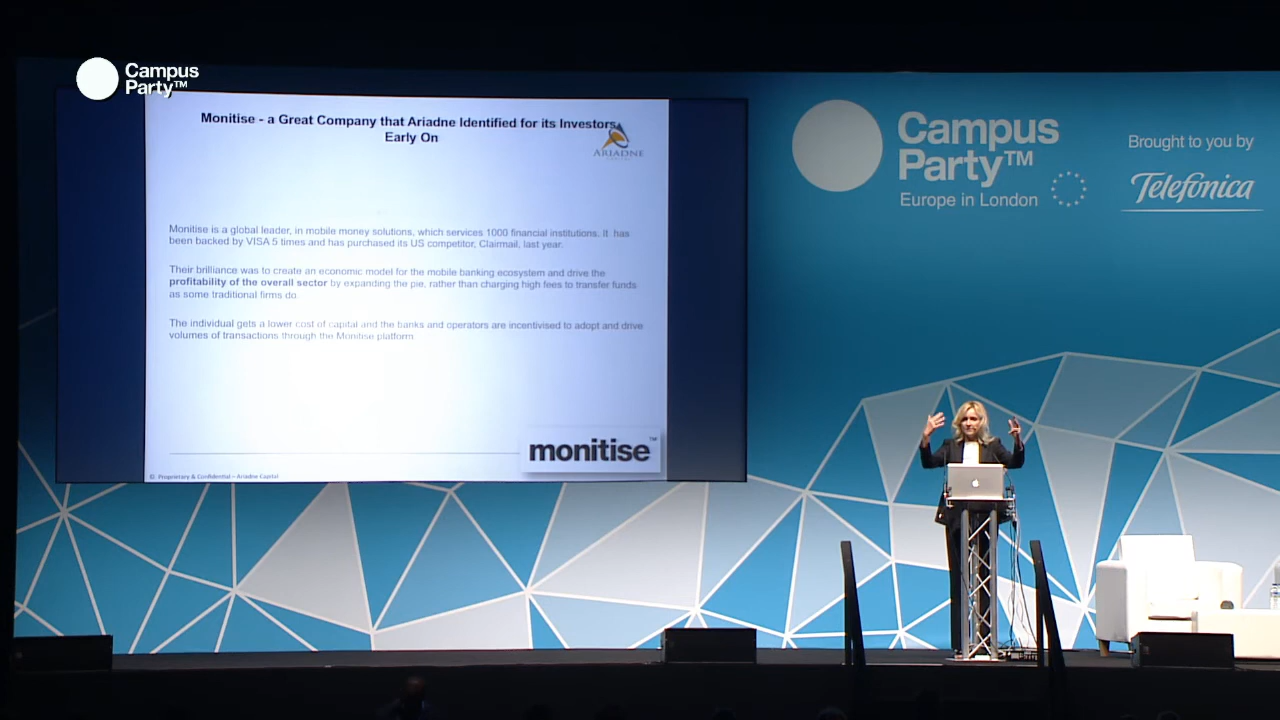 Campus
Party™
Monitise - a Great Company that Ariadne Identified for its Investors
Early On
ARIADNE
Monitise is a global leader, in mobile money solutions, which services 1000 financial institutions. It has
been backed by VISA 5 times and has purchased its US competitor, Clairmail, last year.
Their brilliance was to create an economic model for the mobile banking ecosystem and drive the
profitability of the overall sector by expanding the pie, rather than charging high fees to transfer funds
as some traditional firms do
The individual gets a lower cost of capital and the banks and operators are incentivised to adopt and drive
volumes of transactions through the Monitise platform
monitise™
© Proprietary & Confidential – Ariadne Capital
Campus
Party™
Europe in London
Brought to you by
Telefónica